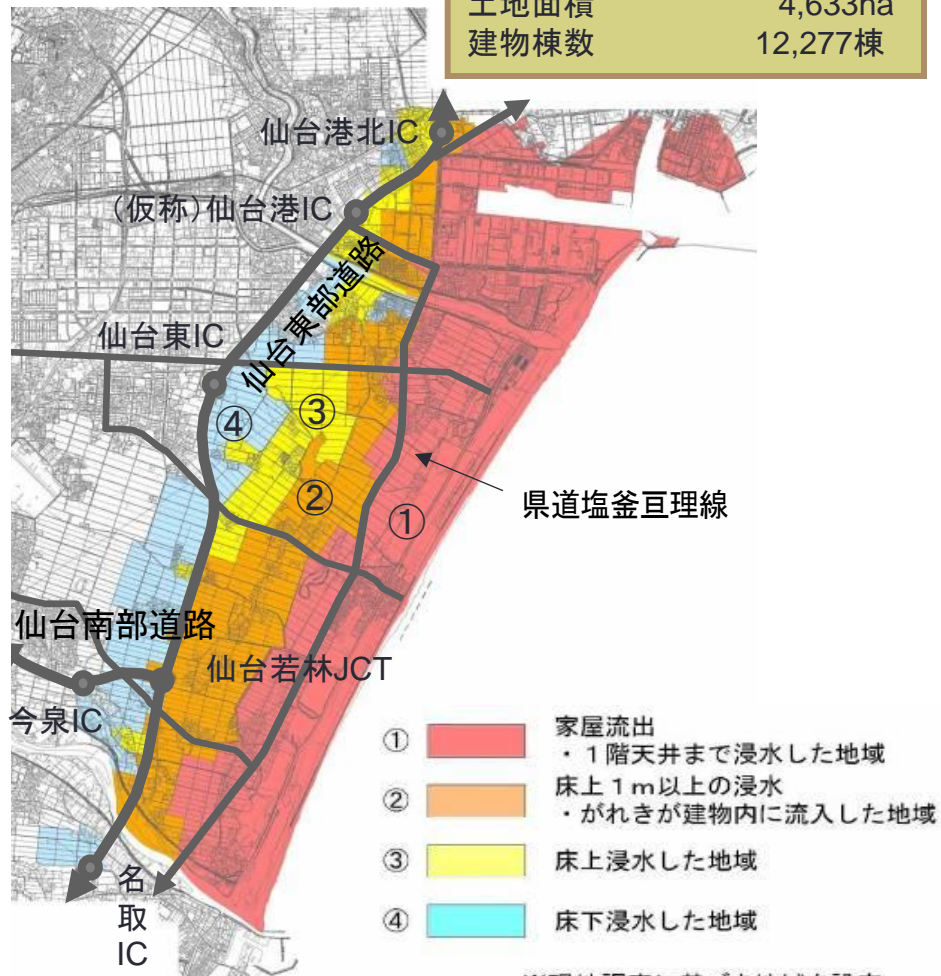 土地面積 4,633ha
建物棟数 12,277棟
仙台港北IC
(仮称)仙台港IC
仙台東部道路
仙台東IC
④
③
②
①
県道塩釜亘理線
仙台南部道路
仙台若林JCT
今泉IC
名取IC
① 家屋流出
・1階天井まで浸水した地域
② 床上1m以上の浸水
・がれきが建物内に流入した地域
③ 床上浸水した地域
④ 床下浸水した地域